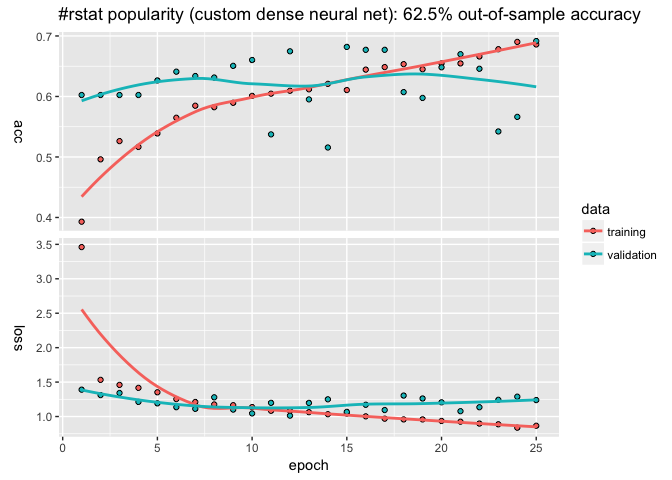 #rstat popularity (custom dense neural net): 62.5% out-of-sample accuracy
0.7
0.6
0.5
0.4
acc
3.5
3.0
2.5
2.0
1.5
1.0
loss
0
5
10
15
20
25
epoch
data
training
validation